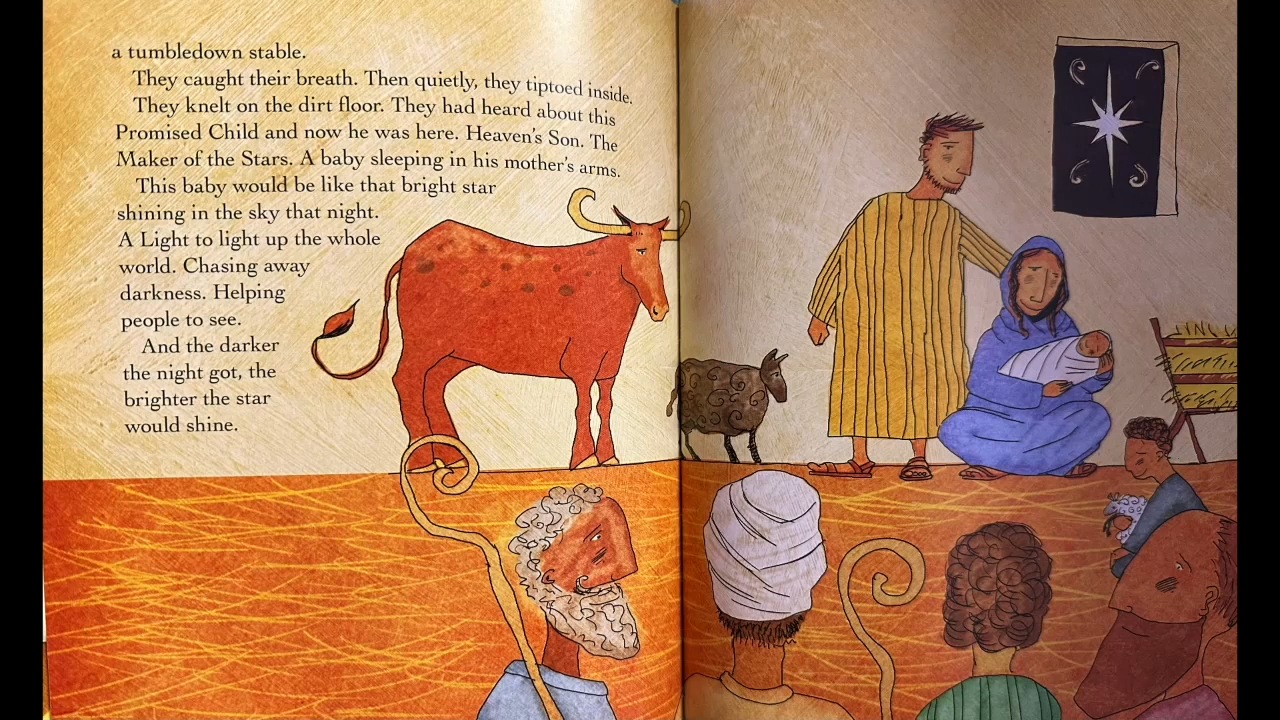 a tumbledown stable.
They caught their breath. Then quietly, they tiptoed inside.
They knelt on the dirt floor. They had heard about this
Promised Child and now he was here. Heaven's Son. The
Maker of the Stars. A baby sleeping in his mother's arms.
This baby would be like that bright star
shining in the sky that night.
A Light to light up the whole
world. Chasing away
darkness. Helping
people to see.
And the darker
the night got, the
brighter the star
would shine.